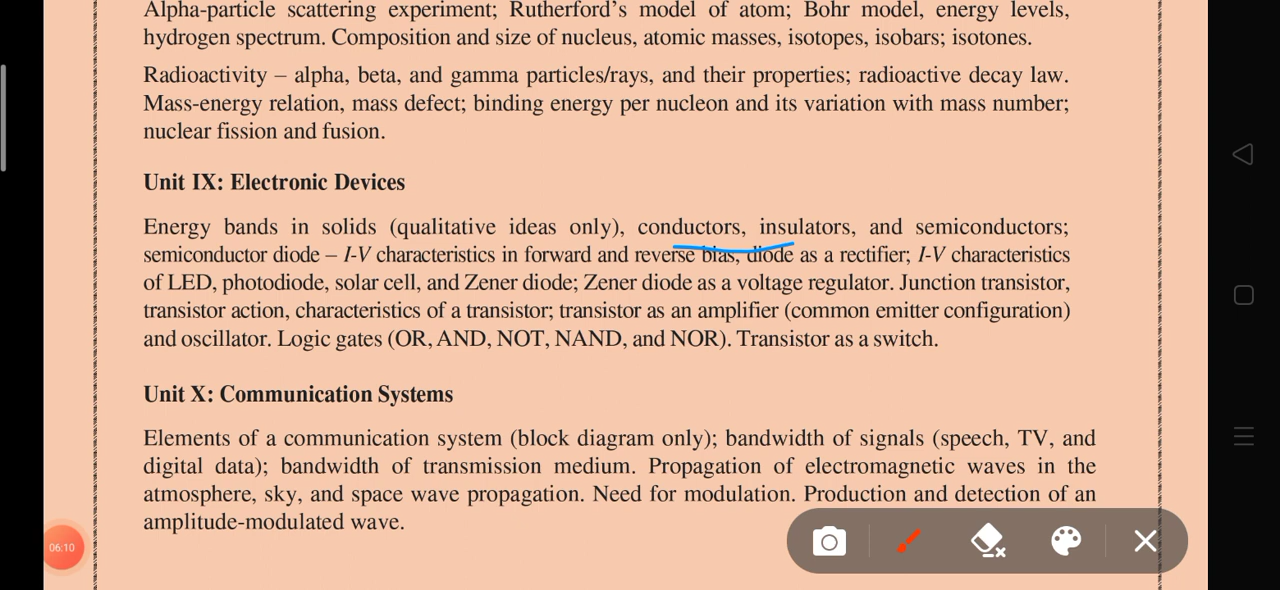 Alpha-particle scattering experiment; Rutherford's model of atom; Bohr model, energy levels,
hydrogen spectrum. Composition and size of nucleus, atomic masses, isotopes, isobars; isotones.
Radioactivity – alpha, beta, and gamma particles/rays, and their properties; radioactive decay law.
Mass-energy relation, mass defect; binding energy per nucleon and its variation with mass number;
nuclear fission and fusion.
Unit IX: Electronic Devices
Energy bands in solids (qualitative ideas only), conductors, insulators, and semiconductors;
semiconductor diode – I-V characteristics in forward and reverse bias, diode as a rectifier; I-V characteristics
of LED, photodiode, solar cell, and Zener diode; Zener diode as a voltage regulator. Junction transistor,
transistor action, characteristics of a transistor; transistor as an amplifier (common emitter configuration)
and oscillator. Logic gates (OR, AND, NOT, NAND, and NOR). Transistor as a switch.
Unit X: Communication Systems
Elements of a communication system (block diagram only); bandwidth of signals (speech, TV, and
digital data); bandwidth of transmission medium. Propagation of electromagnetic waves in the
atmosphere, sky, and space wave propagation. Need for modulation. Production and detection of an
amplitude-modulated wave.
06:10